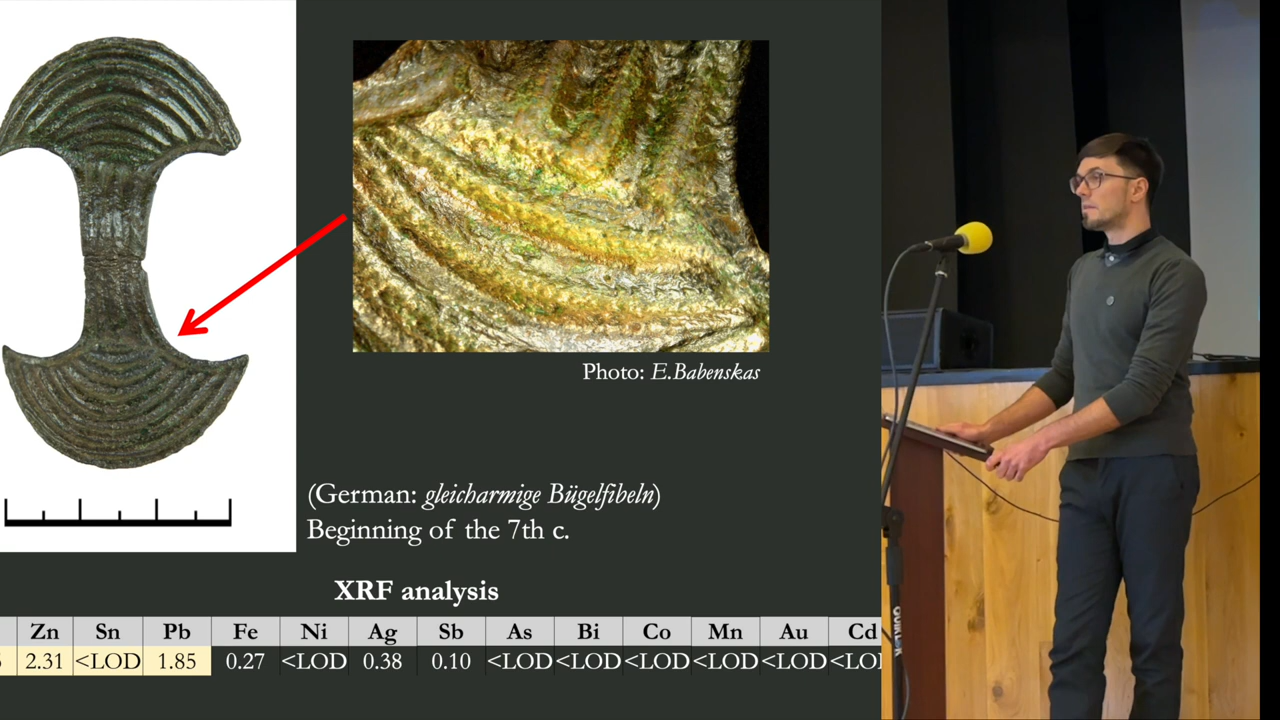 Photo: E.Babenskas
(German: gleicharmige Bügelfibeln)
Beginning of the 7th c.
XRF analysis
Zn Sn Pb Fe Ni Ag Sb As Bi Co Mn Au Cd
2.31 <LOD 1.85 0.27 <LOD 0.38 0.10 <LOD <LOD <LOD <LOD <LOD